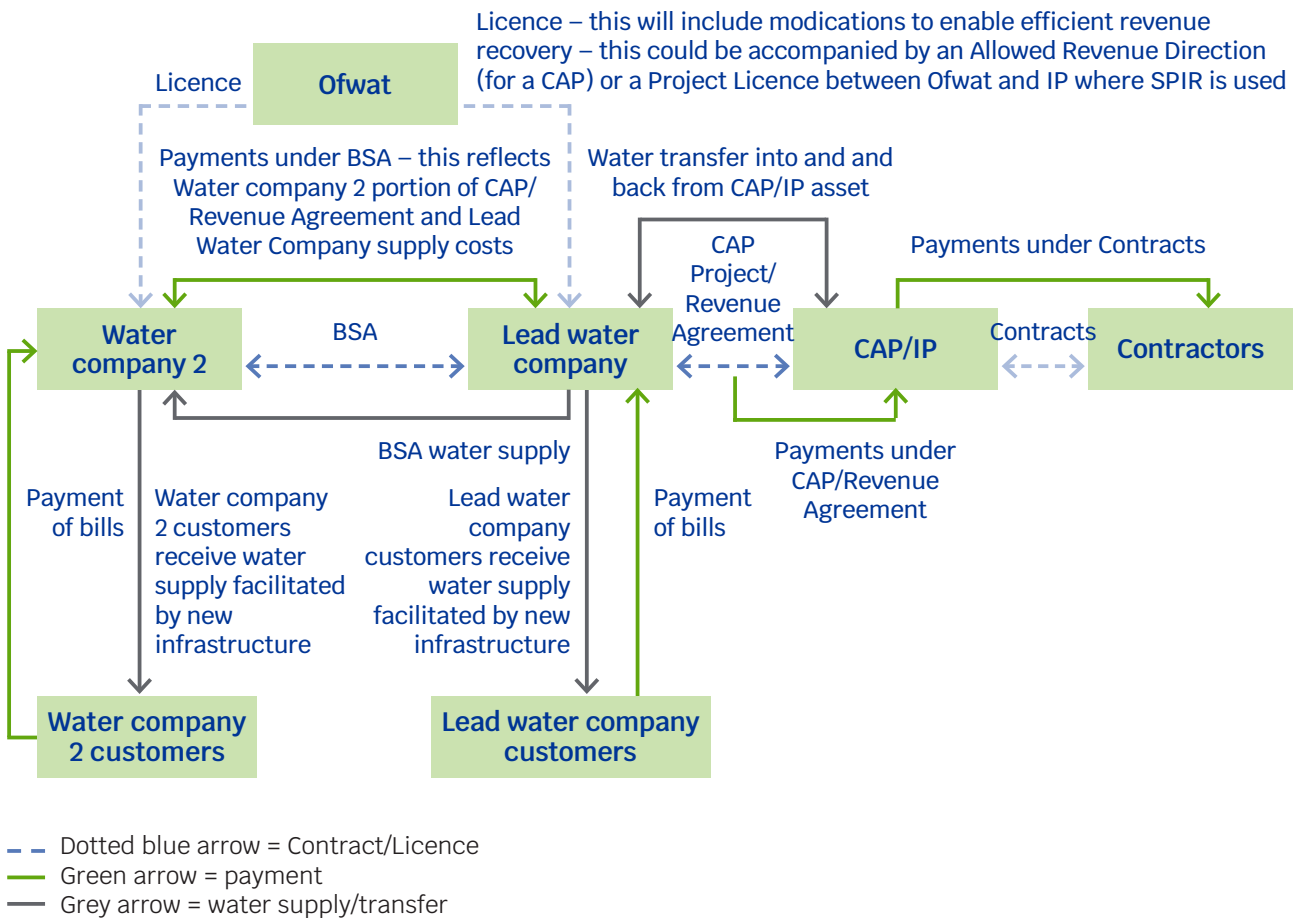 Licence – this will include modications to enable efficient revenue
recovery – this could be accompanied by an Allowed Revenue Direction
(for a CAP) or a Project Licence between Ofwat and IP where SPIR is used
Licence
Ofwat
Payments under BSA – this reflects
Water company 2 portion of CAP/
Revenue Agreement and Lead
Water Company supply costs
Water transfer into and and
back from CAP/IP asset
CAP
Project/
Revenue
Agreement
Payments under Contracts
Water
company 2
BSA
Lead water
company
CAP/IP
Contracts
Contractors
BSA water supply
Payments under
CAP/Revenue
Agreement
Payment
of bills
Water company
2 customers
receive water
supply facilitated
by new
infrastructure
Lead water
company
customers receive
water supply
facilitated by new
infrastructure
Payment
of bills
Water company
2 customers
Lead water company
customers
Dotted blue arrow = Contract/Licence
Green arrow = payment
Grey arrow = water supply/transfer